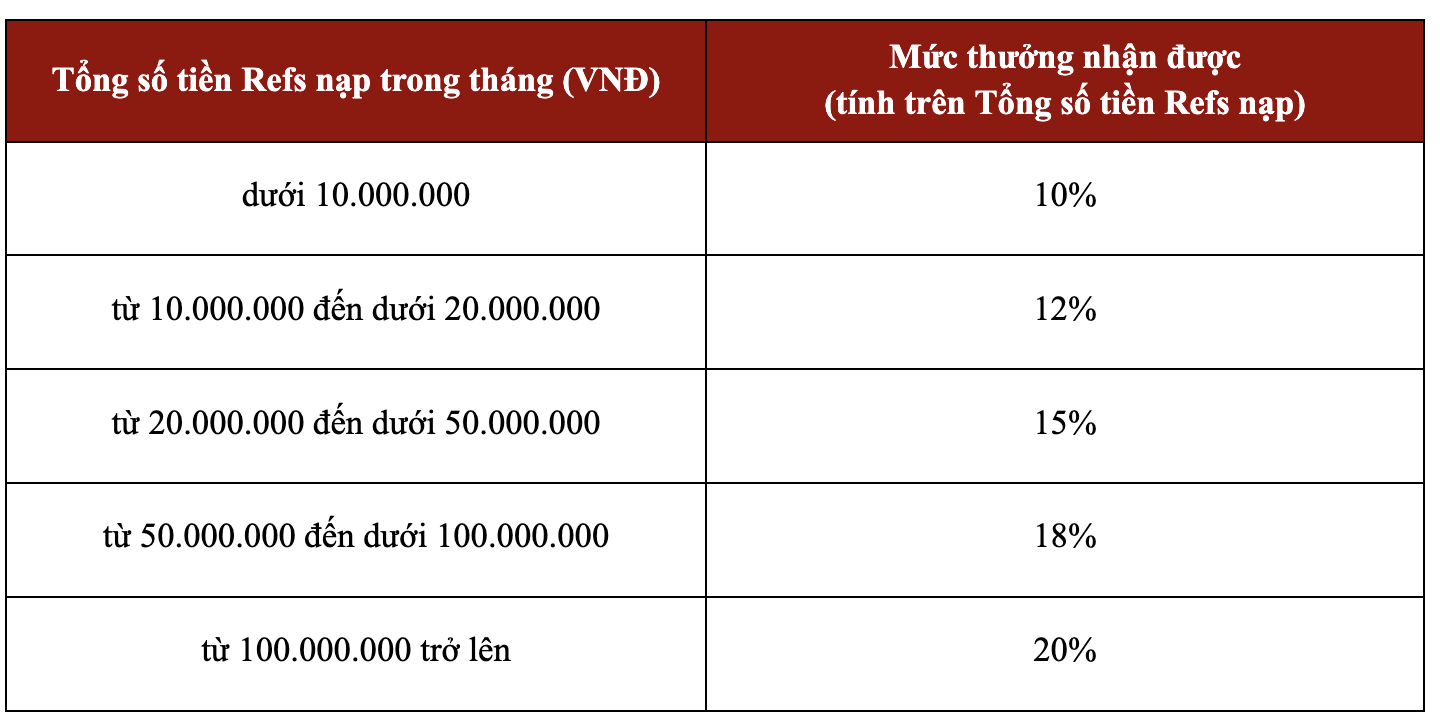 Tổng số tiền Refs nạp trong tháng (VNĐ)
Mức thưởng nhận được
(tính trên Tổng số tiền Refs nạp)
dưới 10.000.000
10%
từ 10.000.000 đến dưới 20.000.000
12%
từ 20.000.000 đến dưới 50.000.000
15%
từ 50.000.000 đến dưới 100.000.000
18%
từ 100.000.000 trở lên
20%